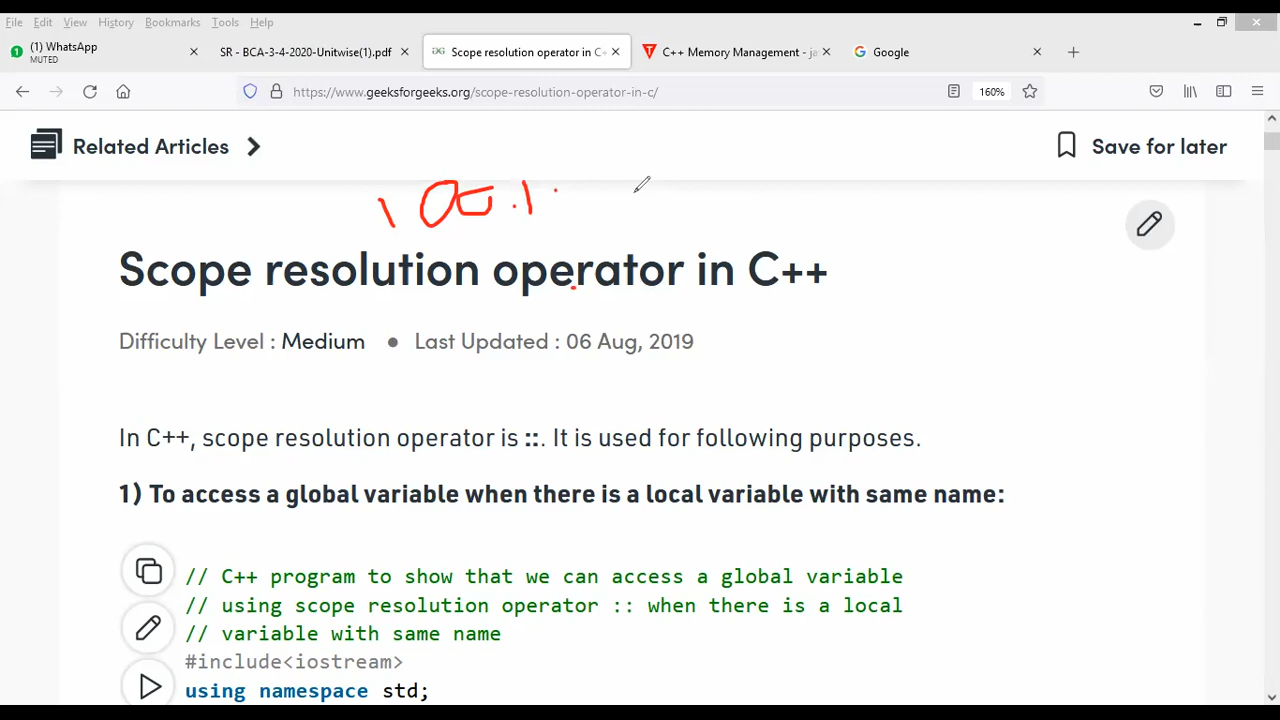 File Edit View History Bookmarks Tools Help
(1) WhatsApp
MUTED
SR - BCA-3-4-2020-Unitwise(1).pdf
Scope resolution operator in C+
C++ Memory Management - ja
Google
https://www.geeksforgeeks.org/scope-resolution-operator-in-c/
160%
Related Articles
Save for later
Scope resolution operator in C++
Difficulty Level : Medium ● Last Updated : 06 Aug, 2019
In C++, scope resolution operator is ::. It is used for following purposes.
1) To access a global variable when there is a local variable with same name:
// C++ program to show that we can access a global variable
// using scope resolution operator :: when there is a local
// variable with same name
#include<iostream>
using namespace std;